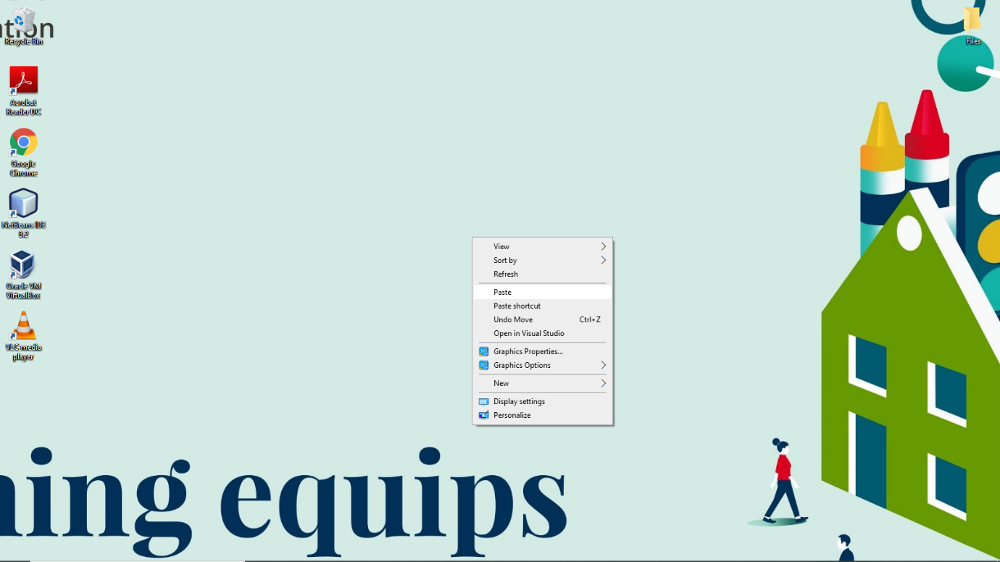 ation
Recycle Bin
Files
Acrobat
Reader DC
Google
Chrome
NetBeans IDE
8.2
Oracle VM
VirtualBox
VLC media
player
View
Sort by
Refresh
Paste
Paste shortcut
Undo Move Ctrl+Z
Open in Visual Studio
Graphics Properties...
Graphics Options
New
Display settings
Personalize
ning equips